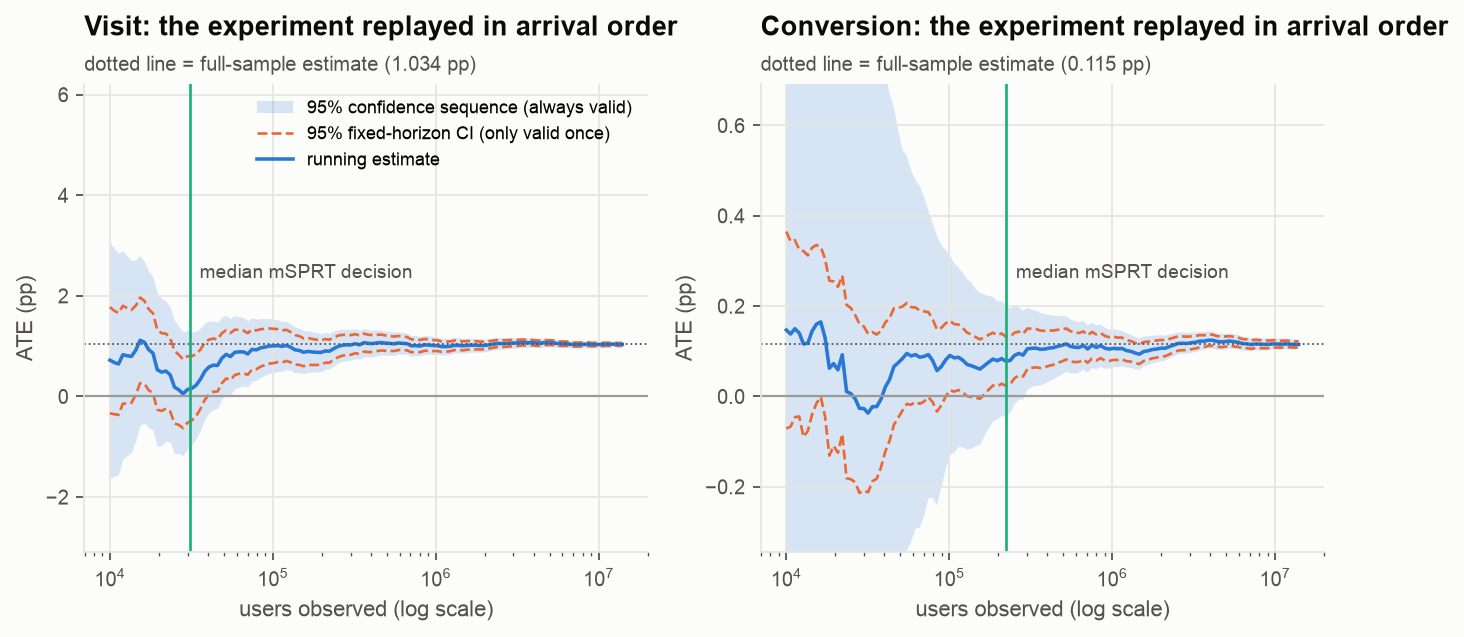 Visit: the experiment replayed in arrival order
dotted line = full-sample estimate (1.034 pp)
95% confidence sequence (always valid)
95% fixed-horizon CI (only valid once)
running estimate
median mSPRT decision
ATE (pp)
6
4
2
0
−2
10⁴
10⁵
10⁶
10⁷
users observed (log scale)
Conversion: the experiment replayed in arrival order
dotted line = full-sample estimate (0.115 pp)
median mSPRT decision
ATE (pp)
0.6
0.4
0.2
0.0
−0.2
10⁴
10⁵
10⁶
10⁷
users observed (log scale)